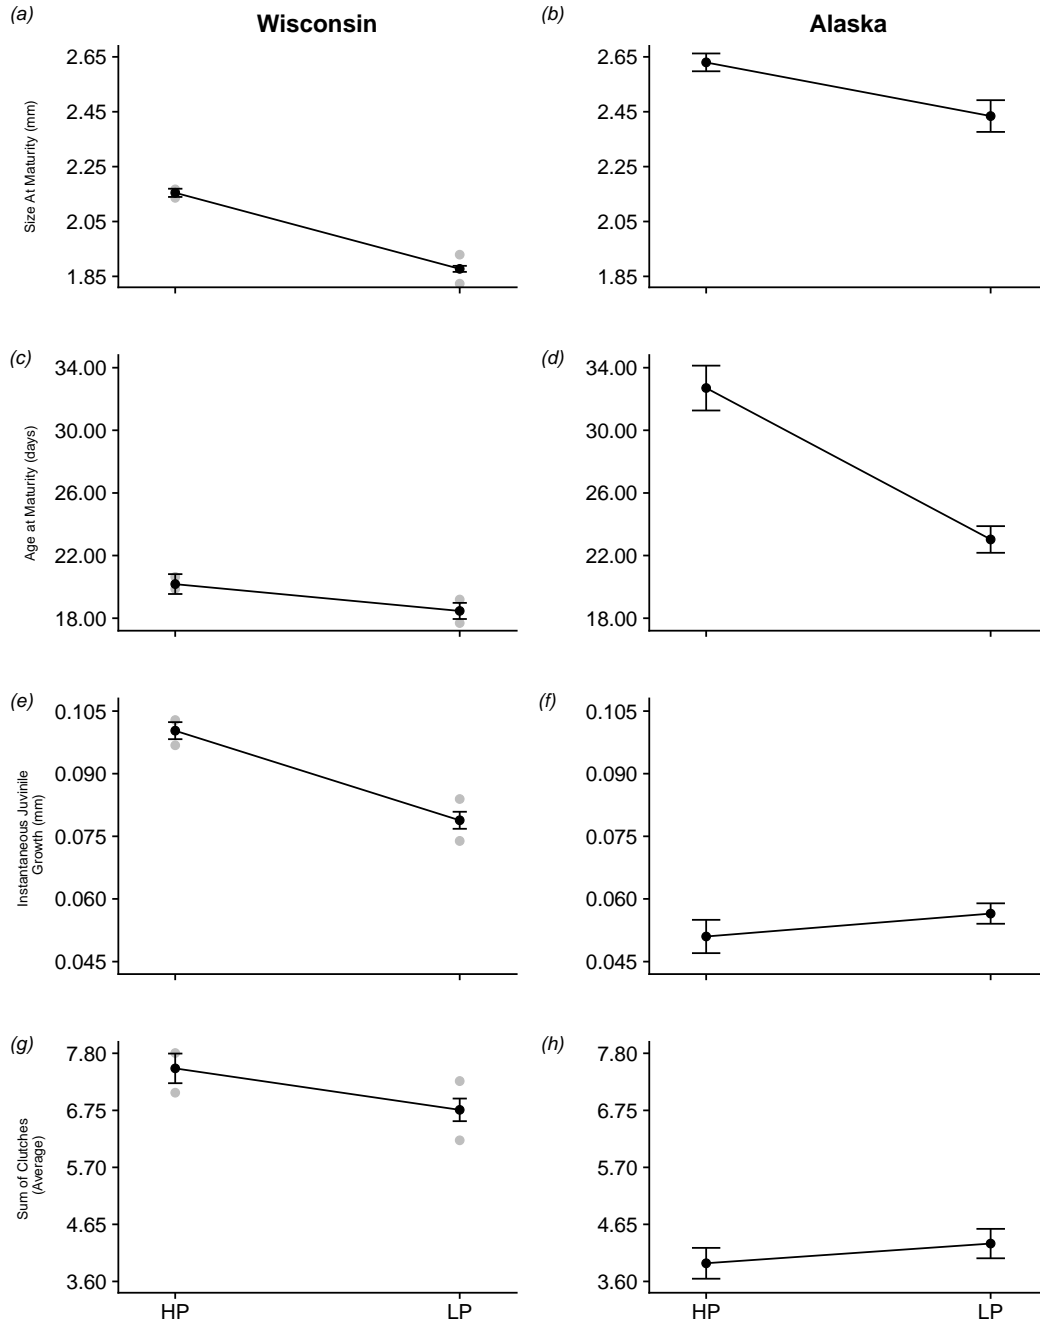 (a)
Wisconsin
(b)
Alaska
Size At Maturity (mm)
2.65
2.45
2.25
2.05
1.85
2.65
2.45
2.25
2.05
1.85
(c)
(d)
Age at Maturity (days)
34.00
30.00
26.00
22.00
18.00
34.00
30.00
26.00
22.00
18.00
(e)
(f)
Instantaneous Juvinile
Growth (mm)
0.105
0.090
0.075
0.060
0.045
0.105
0.090
0.075
0.060
0.045
(g)
(h)
Sum of Clutches
(Average)
7.80
6.75
5.70
4.65
3.60
7.80
6.75
5.70
4.65
3.60
HP
LP
HP
LP